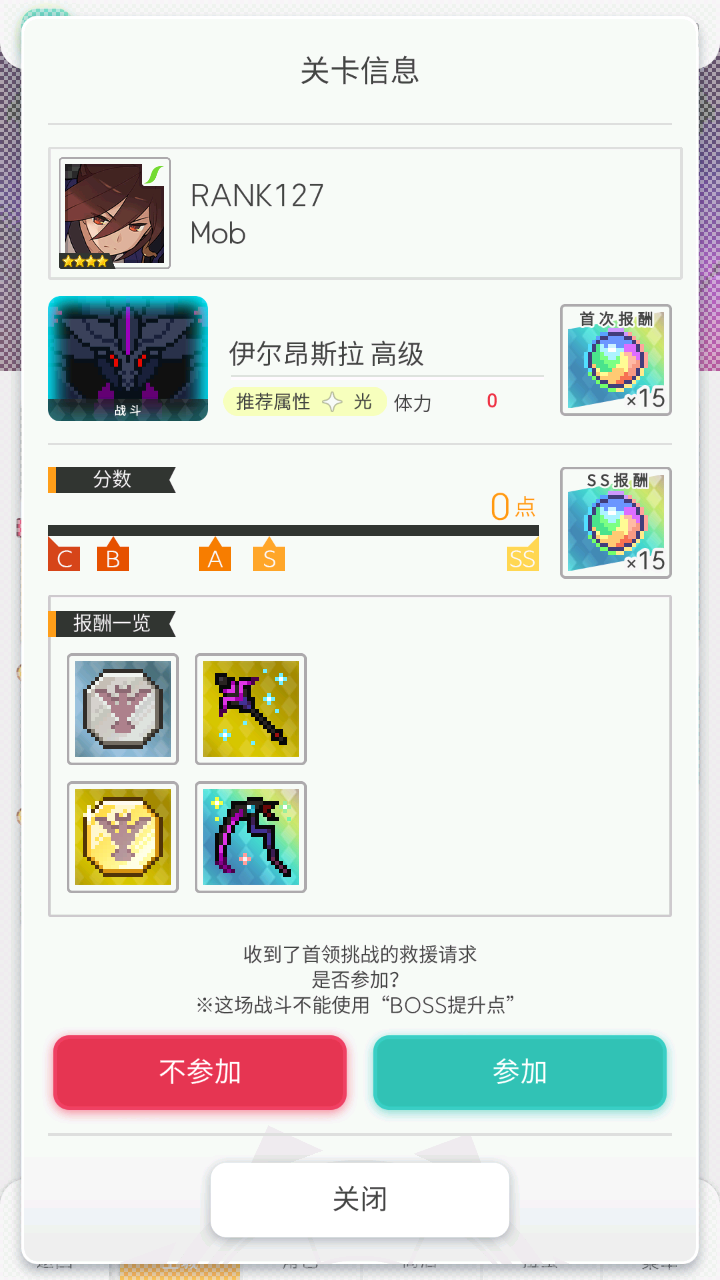 关卡信息
RANK127
Mob
伊尔昂斯拉 高级
推荐属性 光 体力 0
战斗
首次报酬
×15
分数
0点
C B A S SS
SS报酬
×15
报酬一览
收到了首领挑战的救援请求
是否参加?
※这场战斗不能使用“BOSS提升点”
不参加
参加
关闭